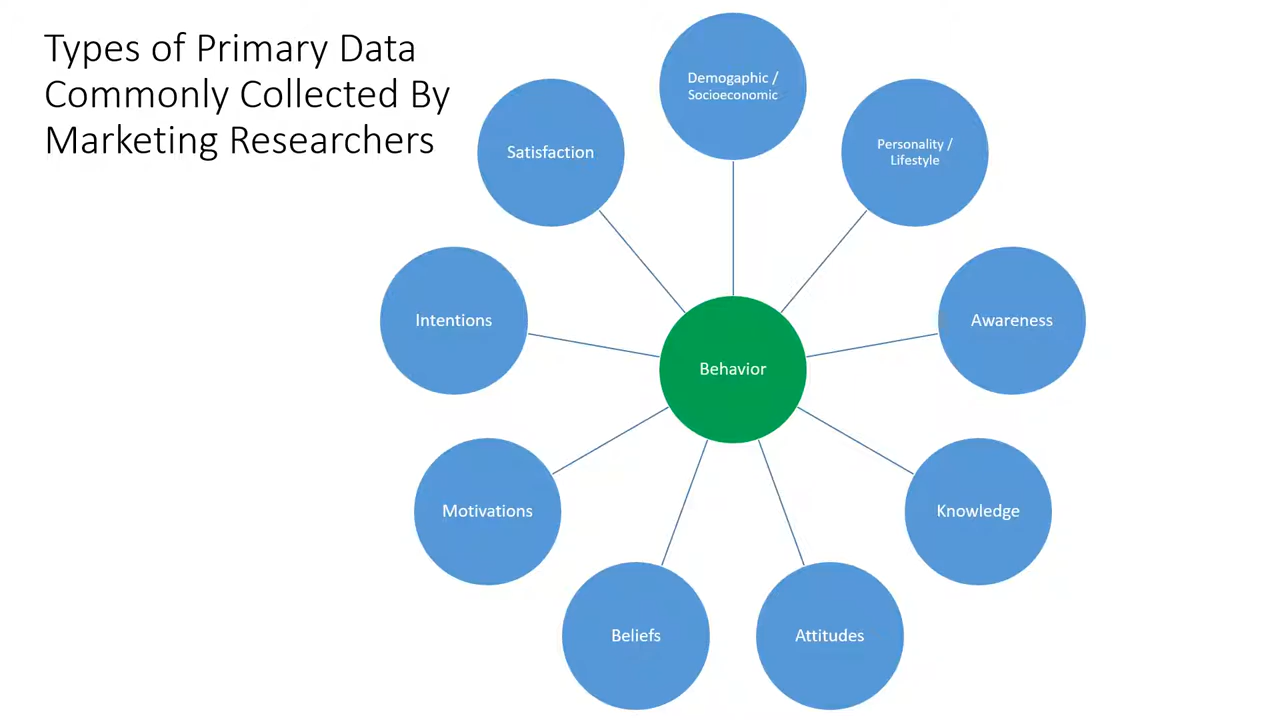 Types of Primary Data
Commonly Collected By
Marketing Researchers
Demogaphic /
Socioeconomic
Personality /
Lifestyle
Awareness
Knowledge
Attitudes
Beliefs
Motivations
Intentions
Satisfaction
Behavior